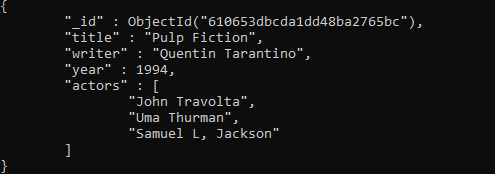 {
"_id" : ObjectId("610653dbcda1dd48ba2765bc"),
"title" : "Pulp Fiction",
"writer" : "Quentin Tarantino",
"year" : 1994,
"actors" : [
"John Travolta",
"Uma Thurman",
"Samuel L, Jackson"
]
}